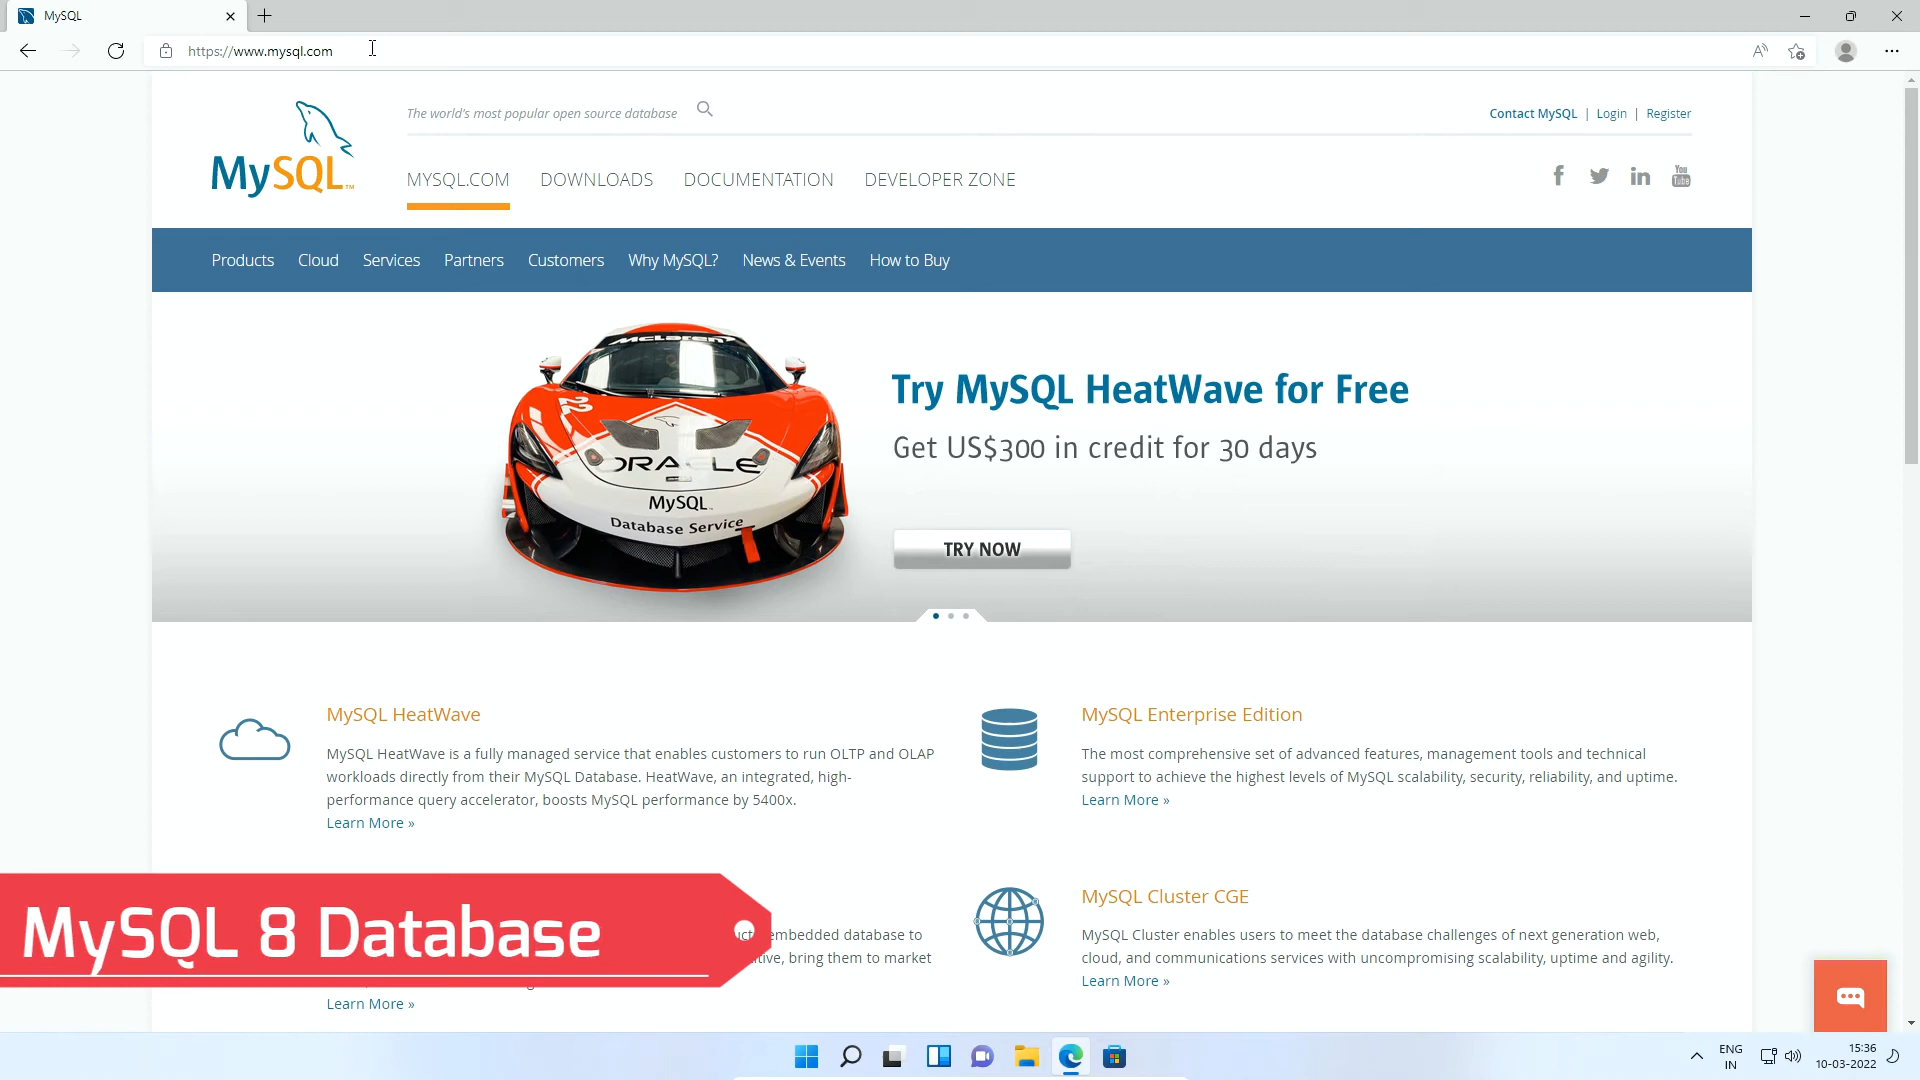 MySQL
https://www.mysql.com
The world's most popular open source database
Contact MySQL | Login | Register
MySQL™
MYSQL.COM DOWNLOADS DOCUMENTATION DEVELOPER ZONE
You
Tube
Products Cloud Services Partners Customers Why MySQL? News & Events How to Buy
McLaren
22
ORACLE
MySQL
Database Service
Try MySQL HeatWave for Free
Get US$300 in credit for 30 days
TRY NOW
MySQL HeatWave
MySQL HeatWave is a fully managed service that enables customers to run OLTP and OLAP
workloads directly from their MySQL Database. HeatWave, an integrated, high-
performance query accelerator, boosts MySQL performance by 5400x.
Learn More »
MySQL Enterprise Edition
The most comprehensive set of advanced features, management tools and technical
support to achieve the highest levels of MySQL scalability, security, reliability, and uptime.
Learn More »
MySQL 8 Database
embedded database to
bring them to market
Learn More »
MySQL Cluster CGE
MySQL Cluster enables users to meet the database challenges of next generation web,
cloud, and communications services with uncompromising scalability, uptime and agility.
Learn More »
ENG
IN
15:36
10-03-2022